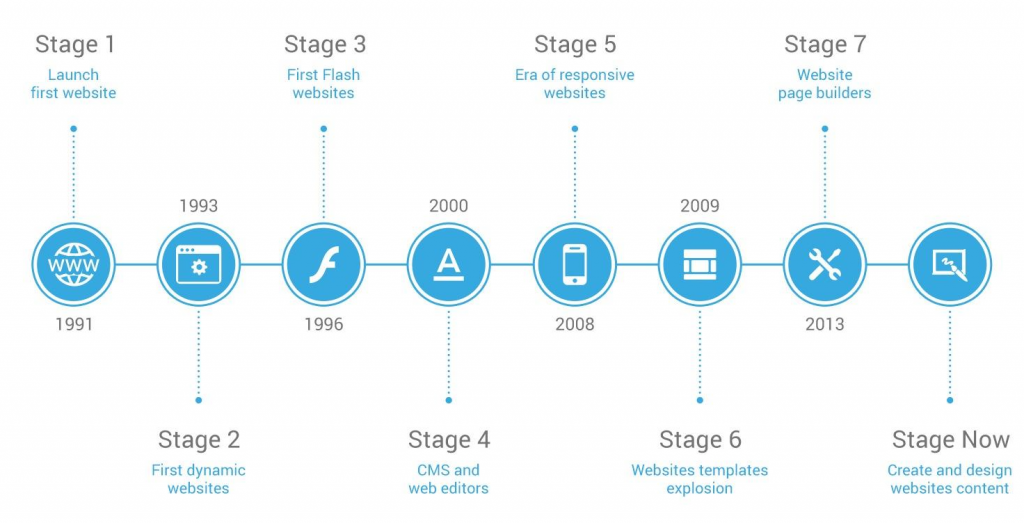 Stage 1
Launch
first website
Stage 3
First Flash
websites
Stage 5
Era of responsive
websites
Stage 7
Website
page builders
1993
2000
2009
WWW
A
1991
1996
2008
2013
Stage 2
First dynamic
websites
Stage 4
CMS and
web editors
Stage 6
Websites templates
explosion
Stage Now
Create and design
websites content